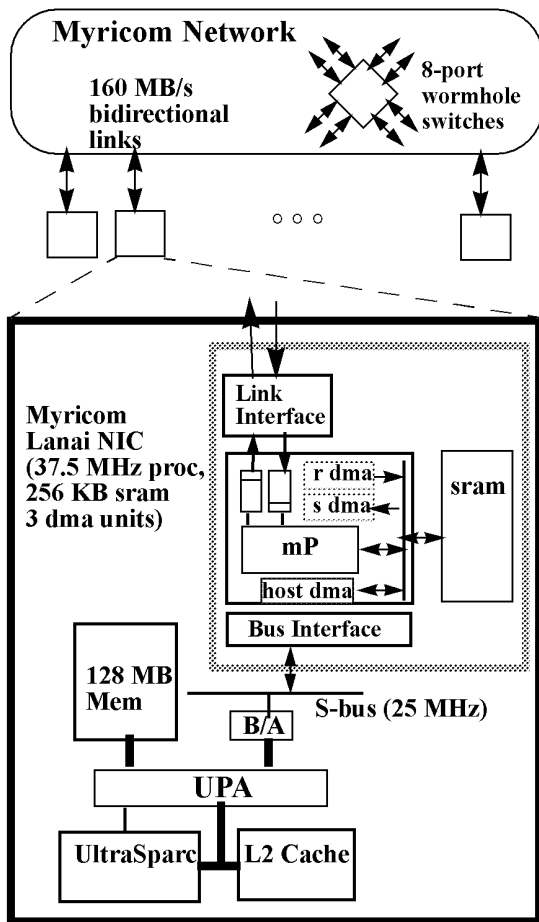 Myricom Network
160 MB/s
bidirectional
links
8-port
wormhole
switches
Myricom
Lanai NIC
(37.5 MHz proc,
256 KB sram
3 dma units)
Link
Interface
r dma
s dma
mP
host dma
sram
Bus Interface
128 MB
Mem
S-bus (25 MHz)
B/A
UPA
UltraSparc
L2 Cache